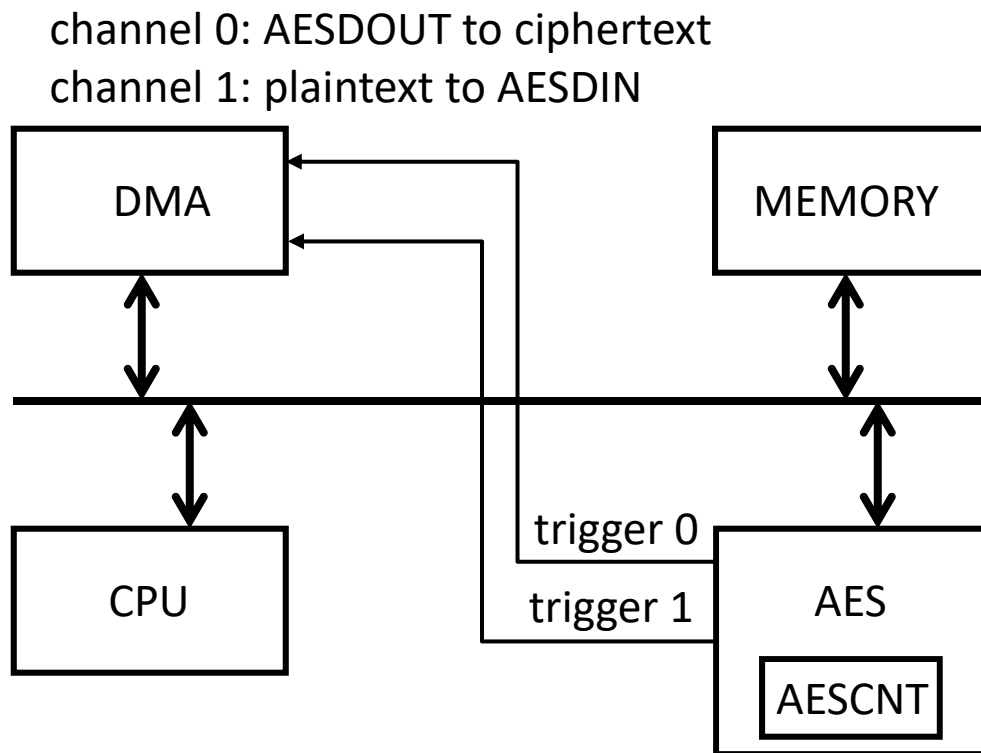 channel 0: AESDOUT to ciphertext
channel 1: plaintext to AESDIN
DMA
MEMORY
trigger 0
CPU
trigger 1
AES
AESCNT